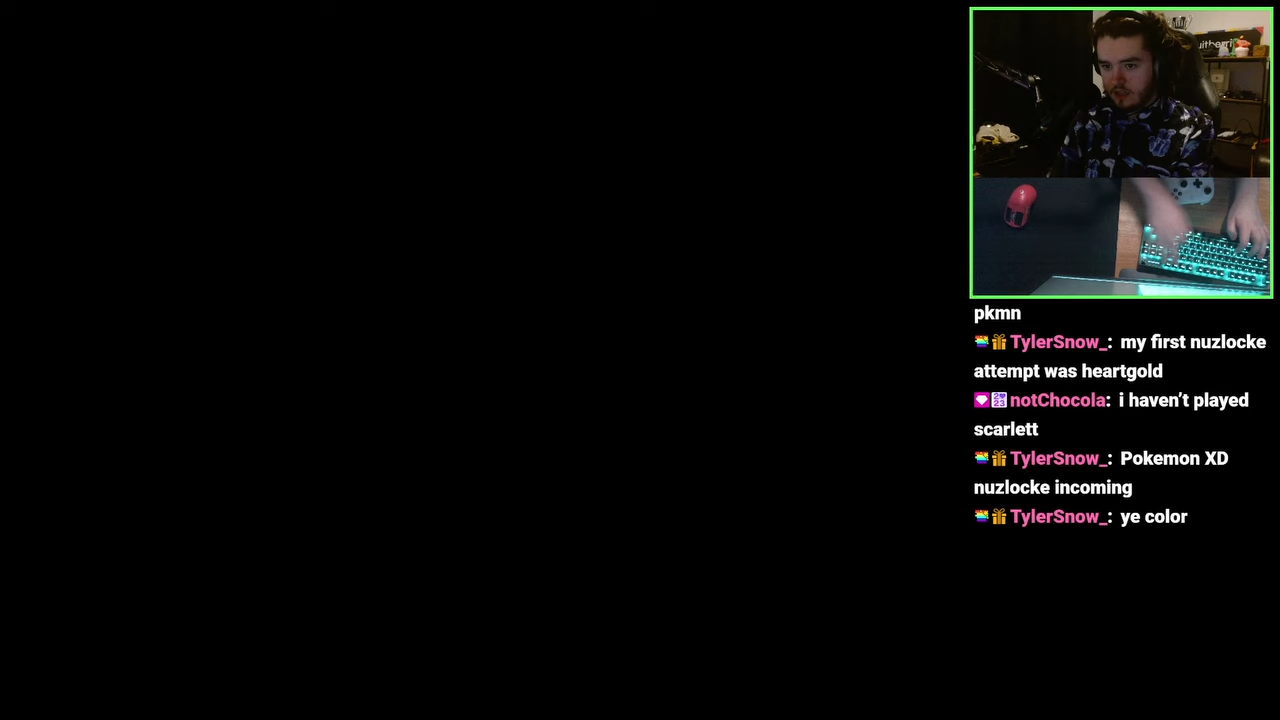 pkmn
TylerSnow_: my first nuzlocke
attempt was heartgold
notChocola: i haven't played
scarlett
TylerSnow_: Pokemon XD
nuzlocke incoming
TylerSnow_: ye color